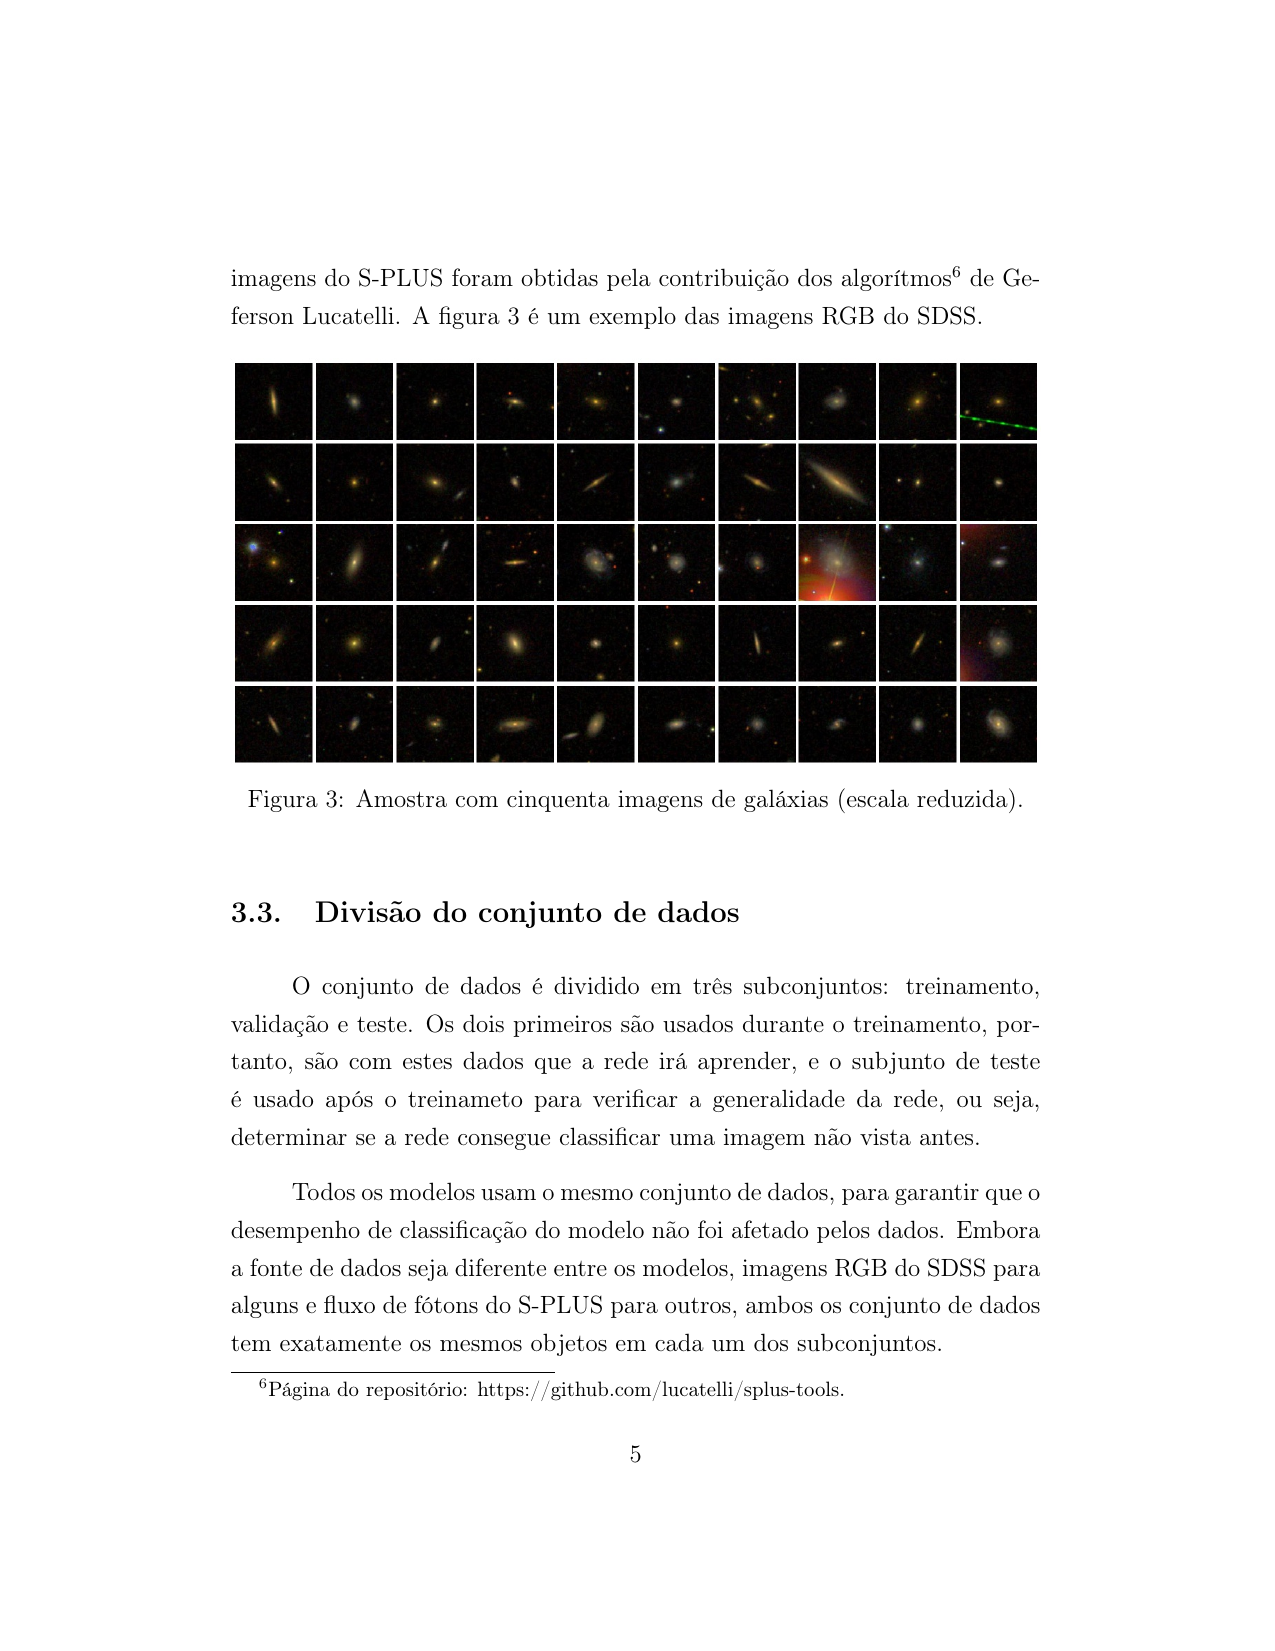 imagens do S-PLUS foram obtidas pela contribuição dos algorítmos⁶ de Ge-
ferson Lucatelli. A figura 3 é um exemplo das imagens RGB do SDSS.
Figura 3: Amostra com cinquenta imagens de galáxias (escala reduzida).
3.3. Divisão do conjunto de dados
O conjunto de dados é dividido em três subconjuntos: treinamento,
validação e teste. Os dois primeiros são usados durante o treinamento, por-
tanto, são com estes dados que a rede irá aprender, e o subjunto de teste
é usado após o treinameto para verificar a generalidade da rede, ou seja,
determinar se a rede consegue classificar uma imagem não vista antes.
Todos os modelos usam o mesmo conjunto de dados, para garantir que o
desempenho de classificação do modelo não foi afetado pelos dados. Embora
a fonte de dados seja diferente entre os modelos, imagens RGB do SDSS para
alguns e fluxo de fótons do S-PLUS para outros, ambos os conjunto de dados
tem exatamente os mesmos objetos em cada um dos subconjuntos.
⁶Página do repositório: https://github.com/lucatelli/splus-tools.
5